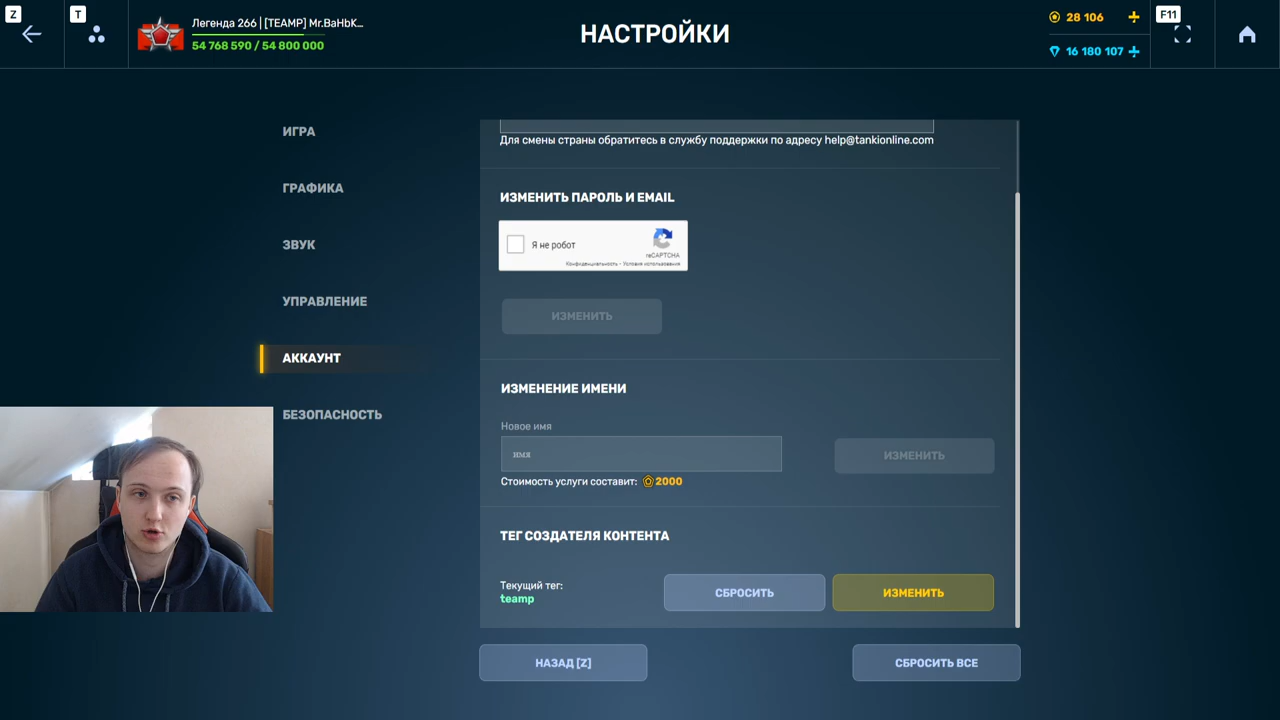 Z
T
Легенда 266 | [TEAMP] Mr.BaHbK...
54 768 590 / 54 800 000
НАСТРОЙКИ
28 106
16 180 107
F11
ИГРА
ГРАФИКА
ЗВУК
УПРАВЛЕНИЕ
АККАУНТ
БЕЗОПАСНОСТЬ
Для смены страны обратитесь в службу поддержки по адресу help@tankionline.com
ИЗМЕНИТЬ ПАРОЛЬ И EMAIL
Я не робот
reCAPTCHA
Конфиденциальность - Условия использования
ИЗМЕНИТЬ
ИЗМЕНЕНИЕ ИМЕНИ
Новое имя
имя
ИЗМЕНИТЬ
Стоимость услуги составит: 2000
ТЕГ СОЗДАТЕЛЯ КОНТЕНТА
Текущий тег:
teamp
СБРОСИТЬ
ИЗМЕНИТЬ
НАЗАД [Z]
СБРОСИТЬ ВСЕ